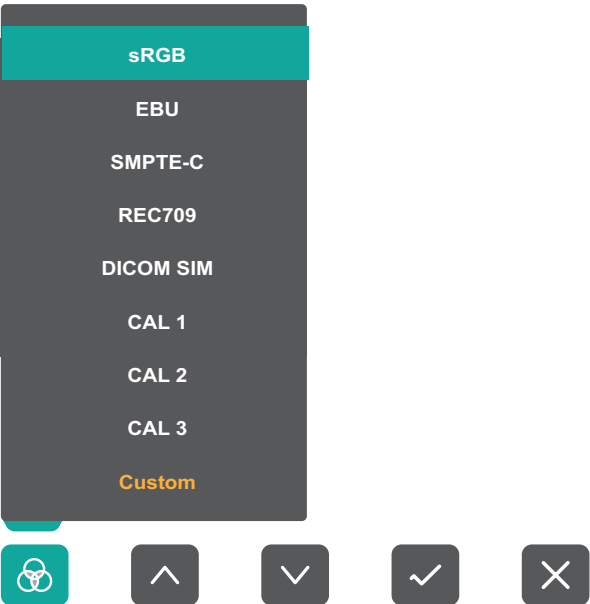 sRGB
EBU
SMPTE-C
REC709
DICOM SIM
CAL 1
CAL 2
CAL 3
Custom